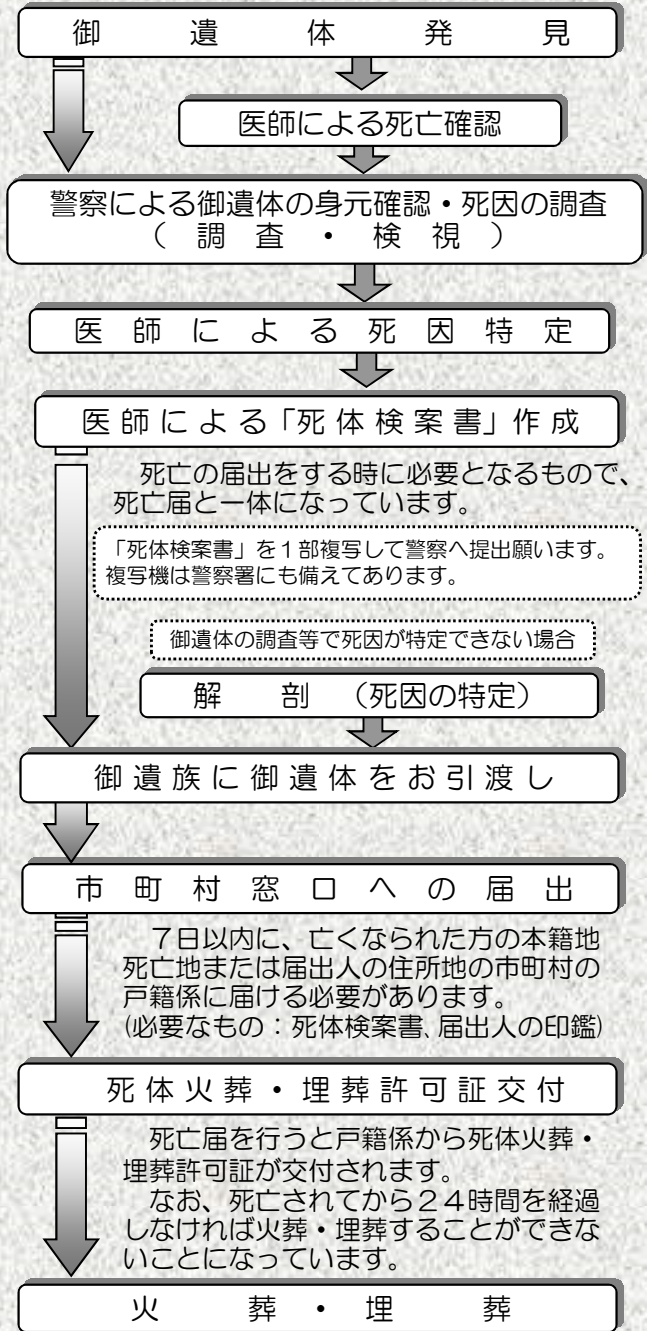 御遺体発見
医師による死亡確認
警察による御遺体の身元確認・死因の調査
（調査・検視）
医師による死因特定
医師による「死体検案書」作成
死亡の届出をする時に必要となるもので、
死亡届と一体になっています。
「死体検案書」を１部複写して警察へ提出願います。
複写機は警察署にも備えてあります。
御遺体の調査等で死因が特定できない場合
解剖（死因の特定）
御遺族に御遺体をお引渡し
市町村窓口への届出
７日以内に、亡くなられた方の本籍地
死亡地または届出人の住所地の市町村の
戸籍係に届ける必要があります。
(必要なもの：死体検案書、届出人の印鑑)
死体火葬・埋葬許可証交付
死亡届を行うと戸籍係から死体火葬・
埋葬許可証が交付されます。
なお、死亡されてから２４時間を経過
しなければ火葬・埋葬することができな
いことになっています。
火葬・埋葬